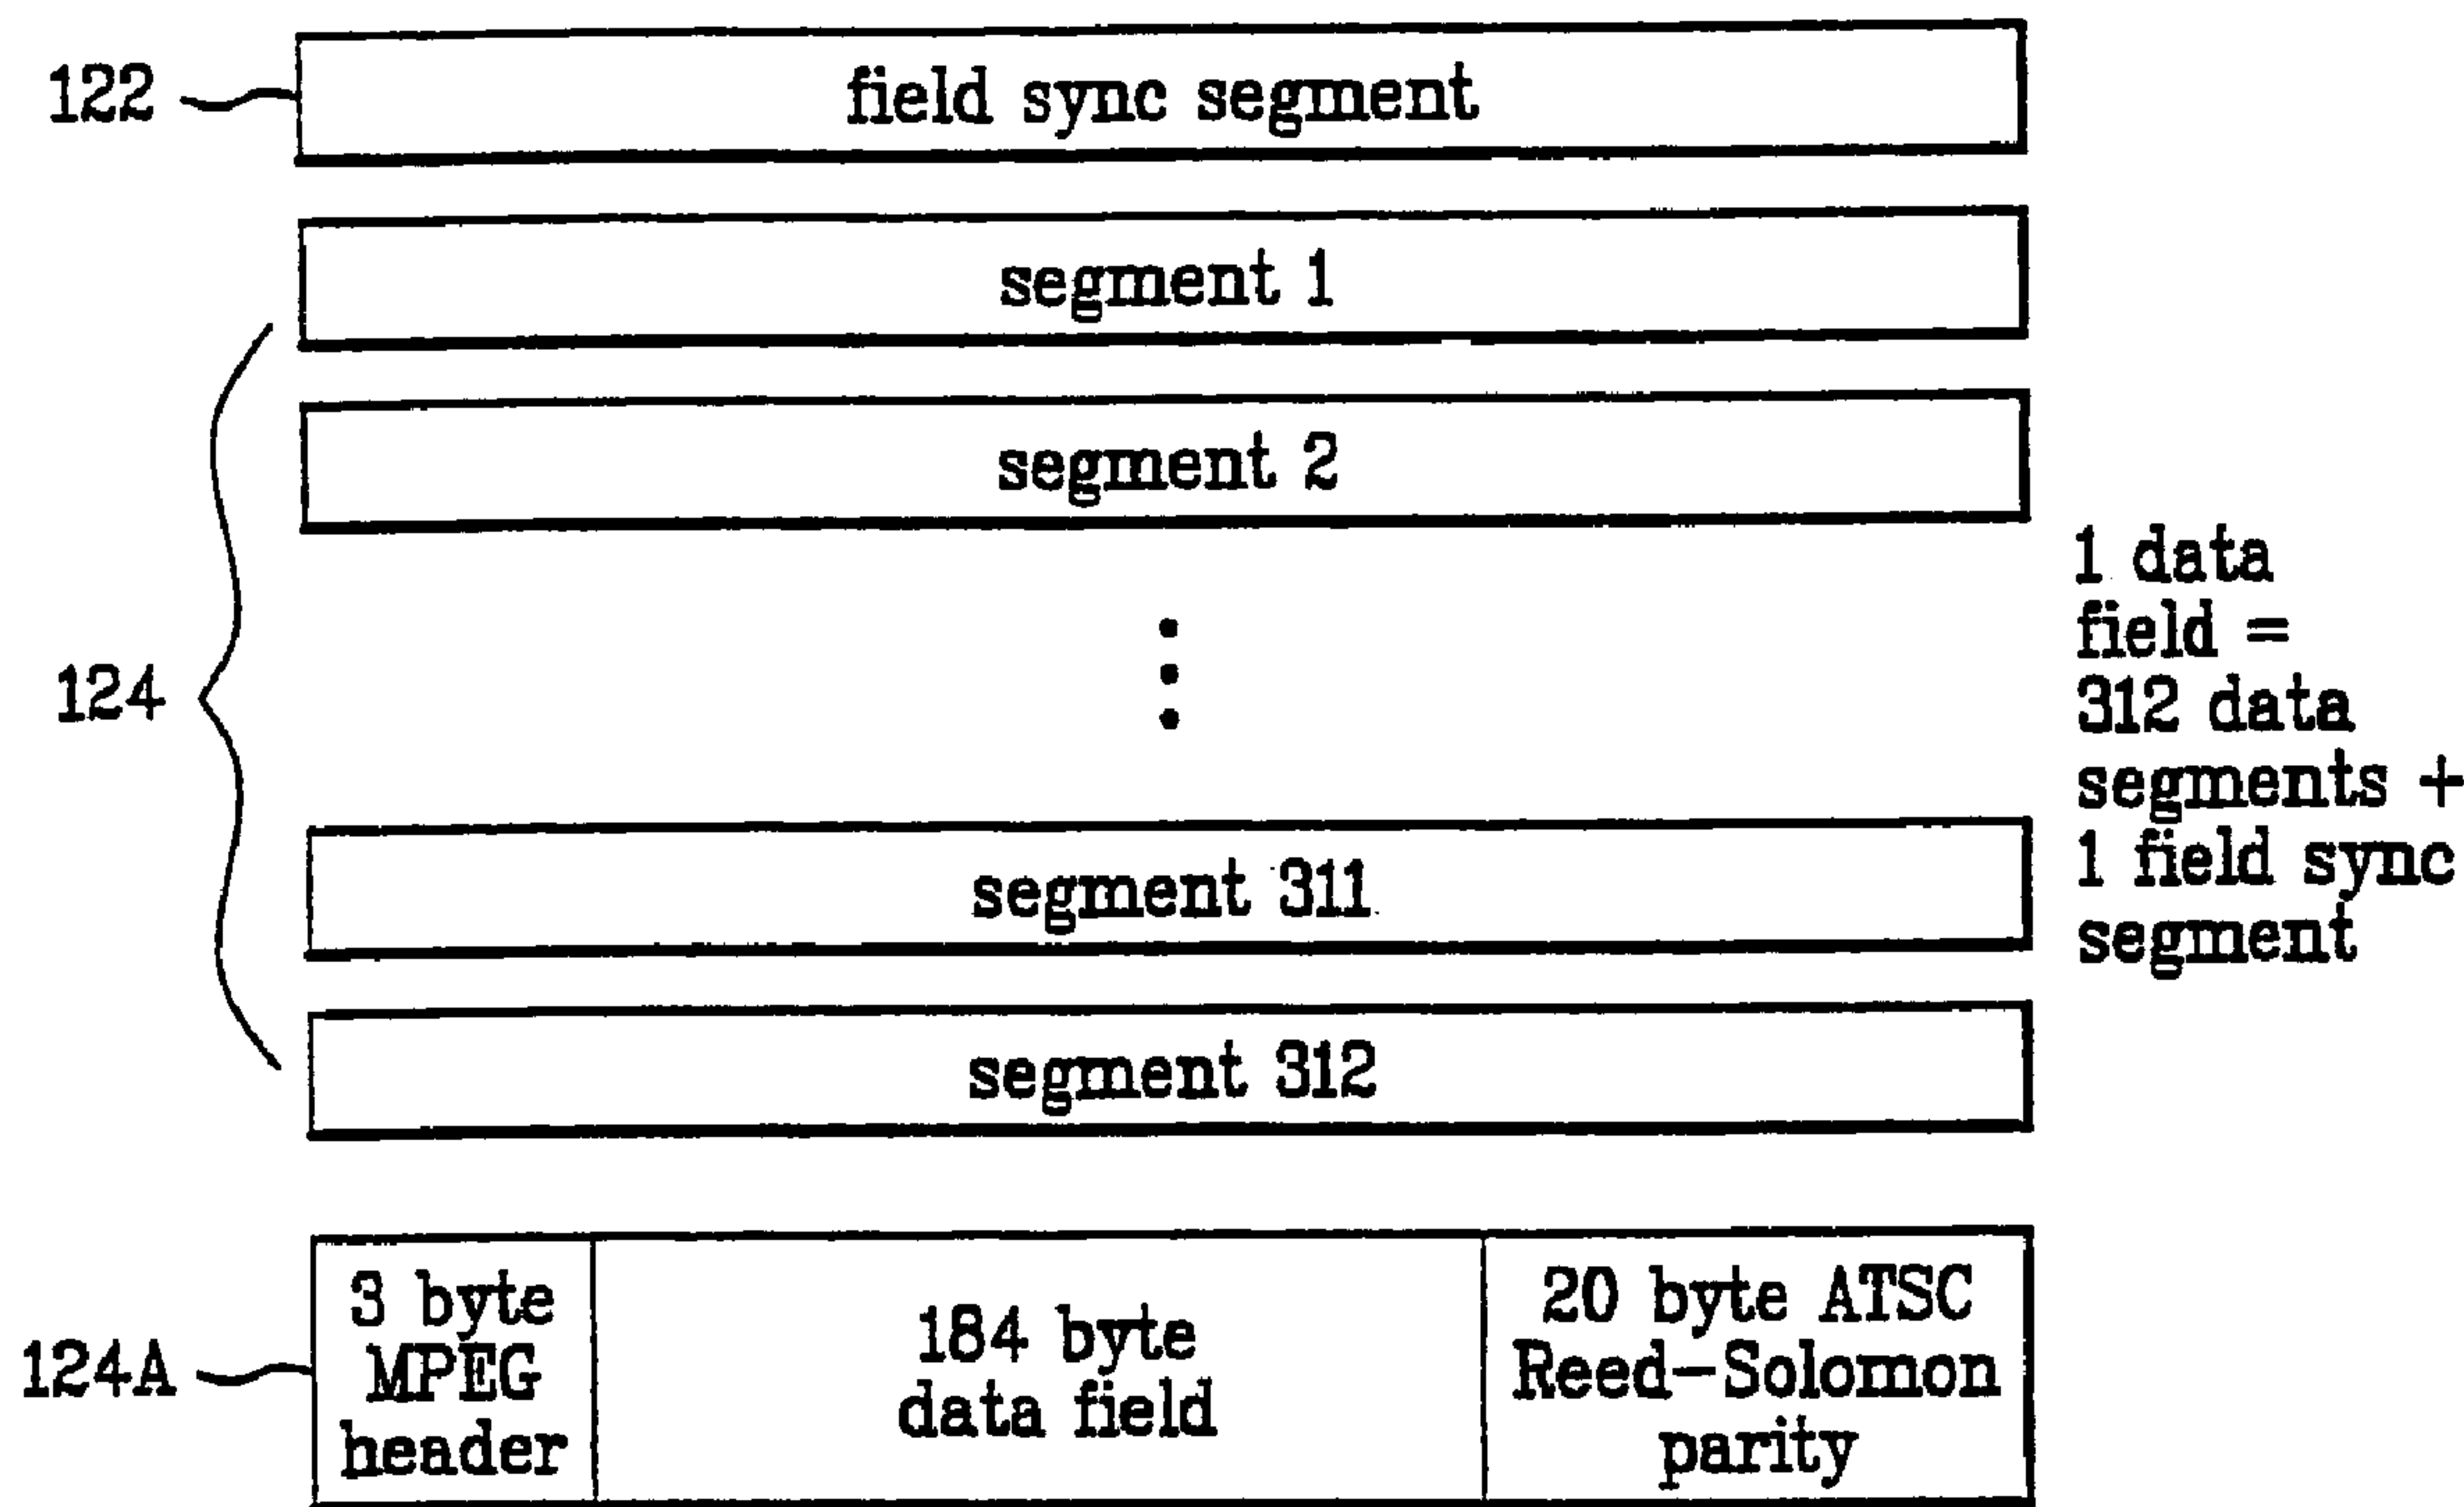 122
field sync segment
segment 1
segment 2
124
1 data
field =
312 data
segments +
1 field sync
segment
segment 311
segment 312
124A
3 byte
MPEG
header
184 byte
data field
20 byte ATSC
Reed-Solomon
parity